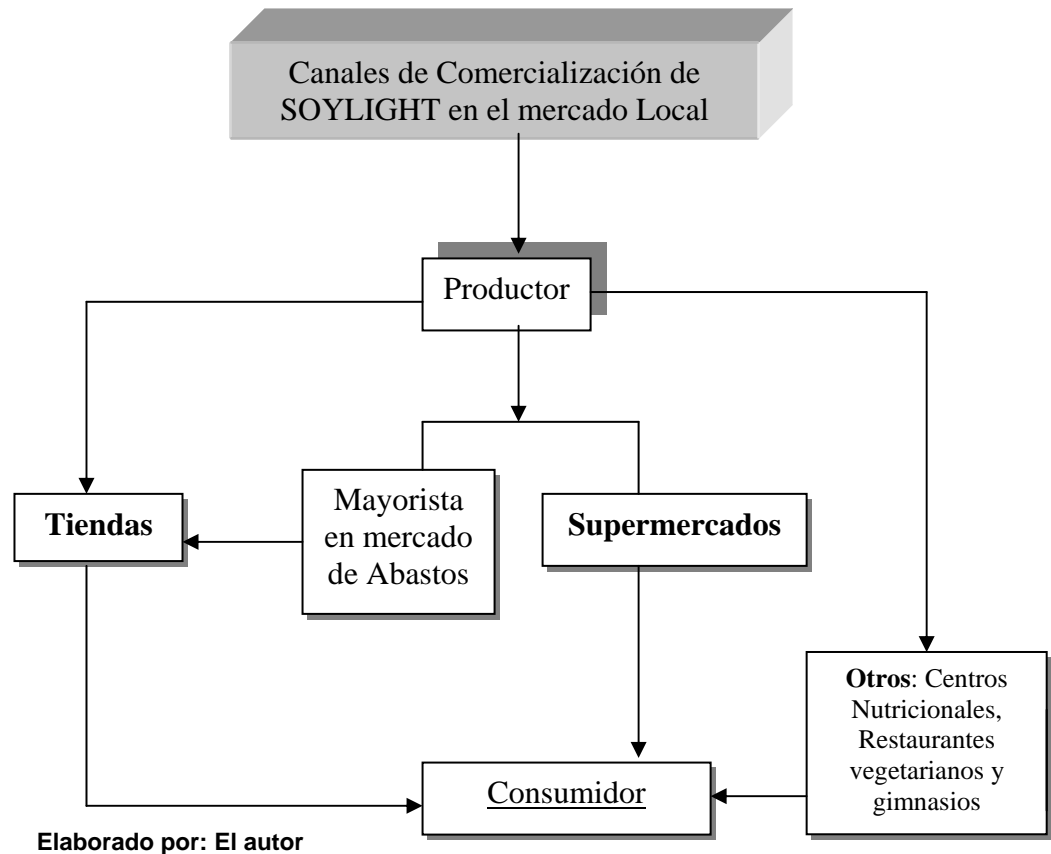 Canales de Comercialización de
SOYLIGHT en el mercado Local
Productor
Tiendas
Mayorista
en mercado
de Abastos
Supermercados
Otros: Centros
Nutricionales,
Restaurantes
vegetarianos y
gimnasios
Consumidor
Elaborado por: El autor